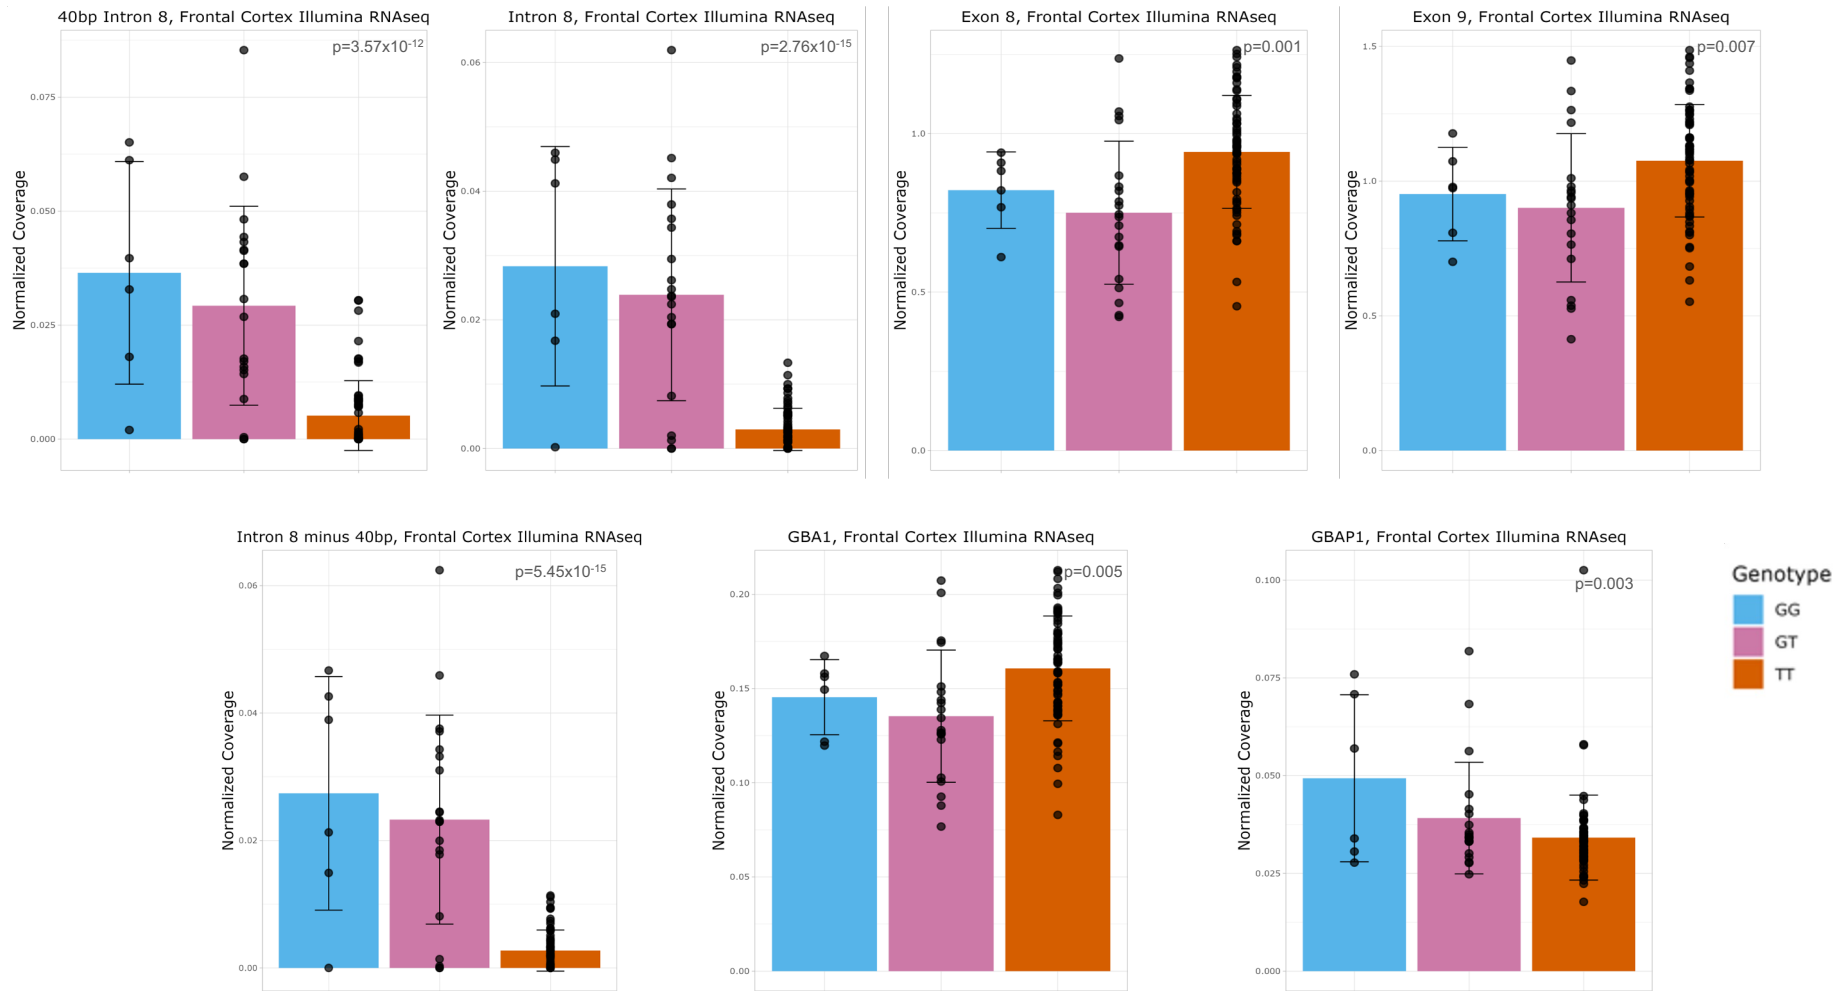 40bp Intron 8, Frontal Cortex Illumina RNAseq
p=3.57x10⁻¹²
Normalized Coverage
0.075
0.050
0.025
0.000
Intron 8, Frontal Cortex Illumina RNAseq
p=2.76x10⁻¹⁵
Normalized Coverage
0.06
0.04
0.02
0.00
Exon 8, Frontal Cortex Illumina RNAseq
p=0.001
Normalized Coverage
1.0
0.5
0.0
Exon 9, Frontal Cortex Illumina RNAseq
p=0.007
Normalized Coverage
1.5
1.0
0.5
0.0
Intron 8 minus 40bp, Frontal Cortex Illumina RNAseq
p=5.45x10⁻¹⁵
Normalized Coverage
0.06
0.04
0.02
0.00
GBA1, Frontal Cortex Illumina RNAseq
p=0.005
Normalized Coverage
0.20
0.15
0.10
0.05
0.00
GBAP1, Frontal Cortex Illumina RNAseq
p=0.003
Normalized Coverage
0.100
0.075
0.050
0.025
0.000
Genotype
GG
GT
TT